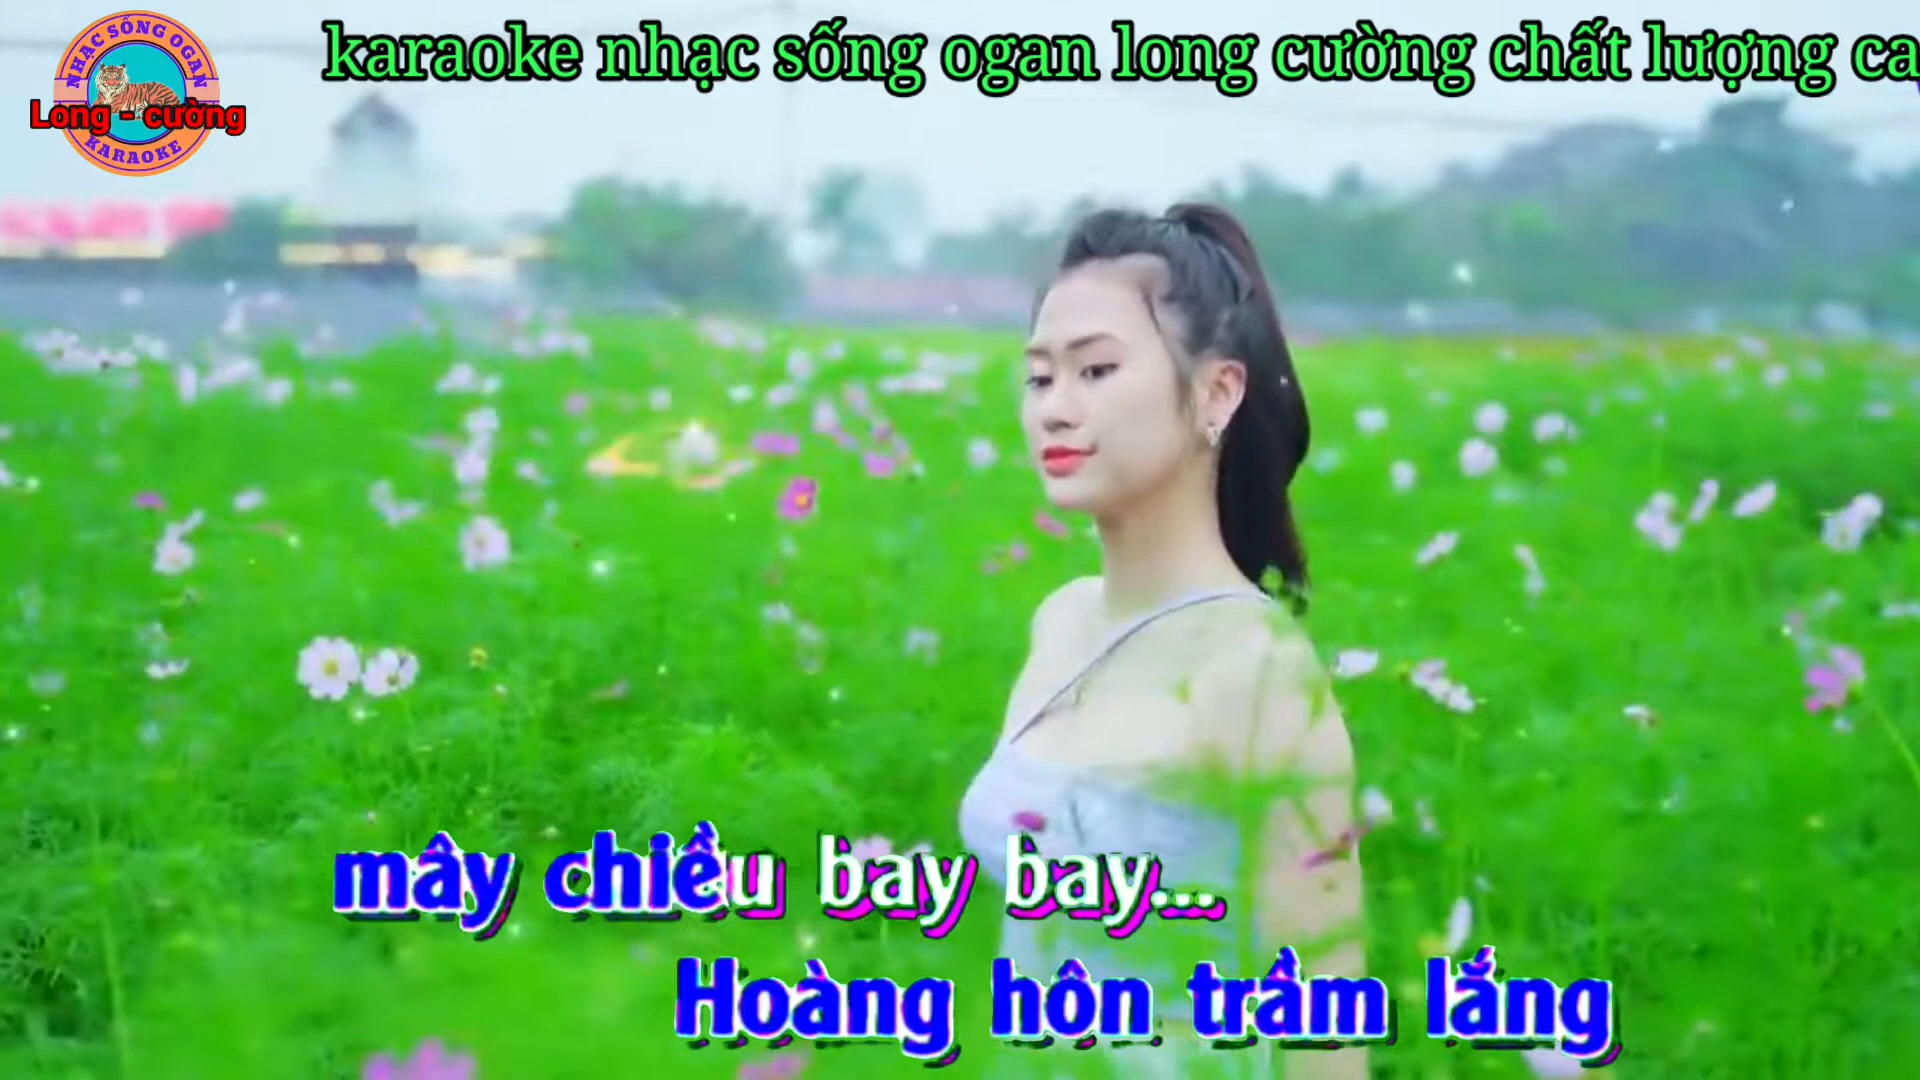 NHẠC SỐNG OGAN
Long - cường
KARAOKE
karaoke nhạc sống ogan long cường chất lượng ca
mây chiều bay bay...
Hoàng hôn trầm lắng